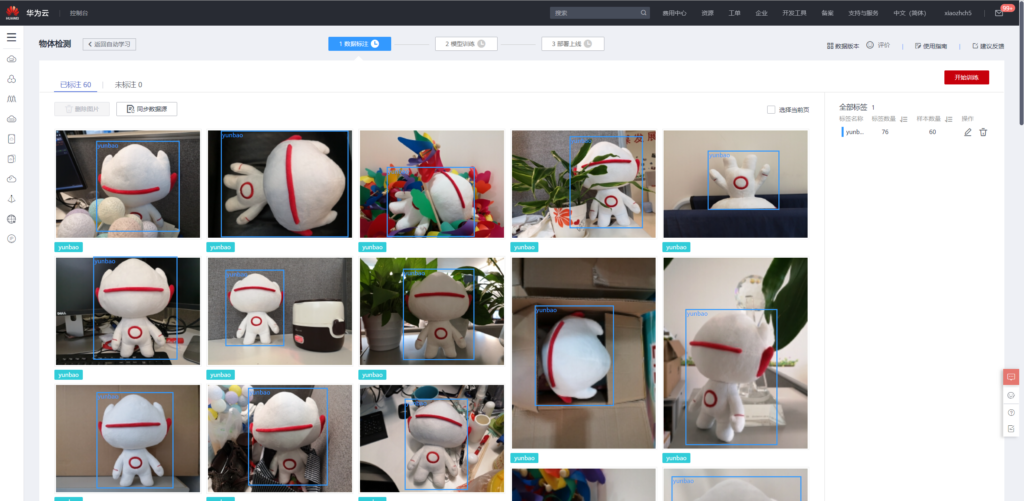 HUAWEI
华为云
控制台
搜索
费用中心 资源 工单 企业 开发工具 备案 支持与服务 中文 (简体) xiaozhch5 99+
物体检测
返回自动学习
1 数据标注
2 模型训练
3 部署上线
数据版本 评价 使用指南 建议反馈
已标注 60
未标注 0
开始训练
删除图片
同步数据源
选择当前页
全部标签 1
标签名称 标签数量 样本数量 操作
yunb... 76 60
yunbao yunbao yunbao yunbao
yunbao yunbao yunbao yunbao yunbao
yunbao yunbao yunbao yunbao yunbao
yunbao yunbao yunbao
yunbao yunbao yunbao
yunbao yunbao
yunbao
yunbao yunbao yunbao